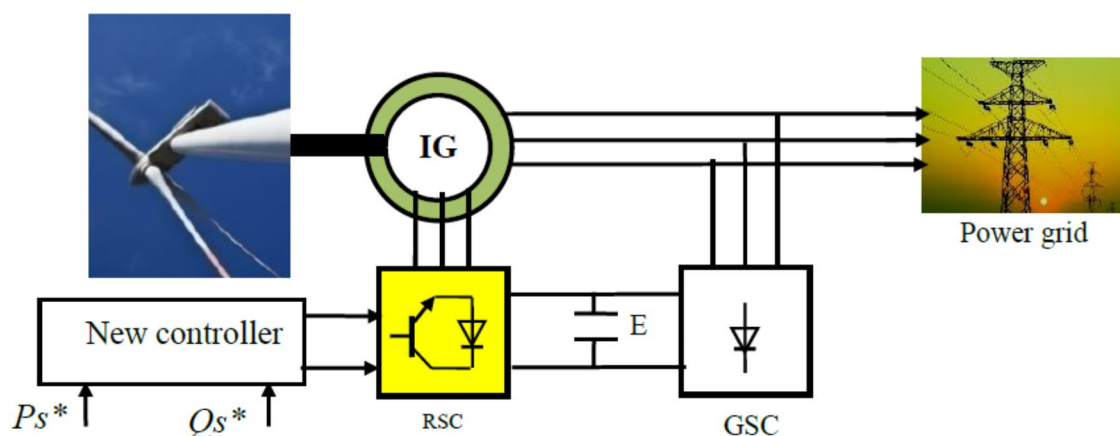 IG
Power grid
New controller
E
Ps*
Qs*
RSC
GSC